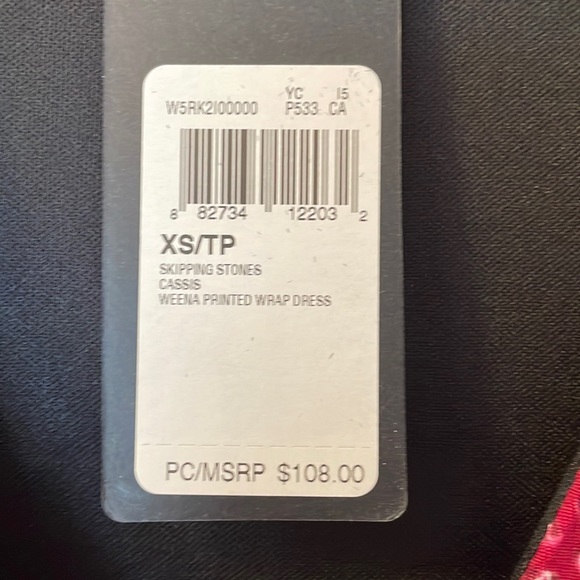 YC I5
W5RK2I00000 P533 CA
8 82734 12203 2
XS/TP
SKIPPING STONES
CASSIS
WEENA PRINTED WRAP DRESS
PC/MSRP $108.00